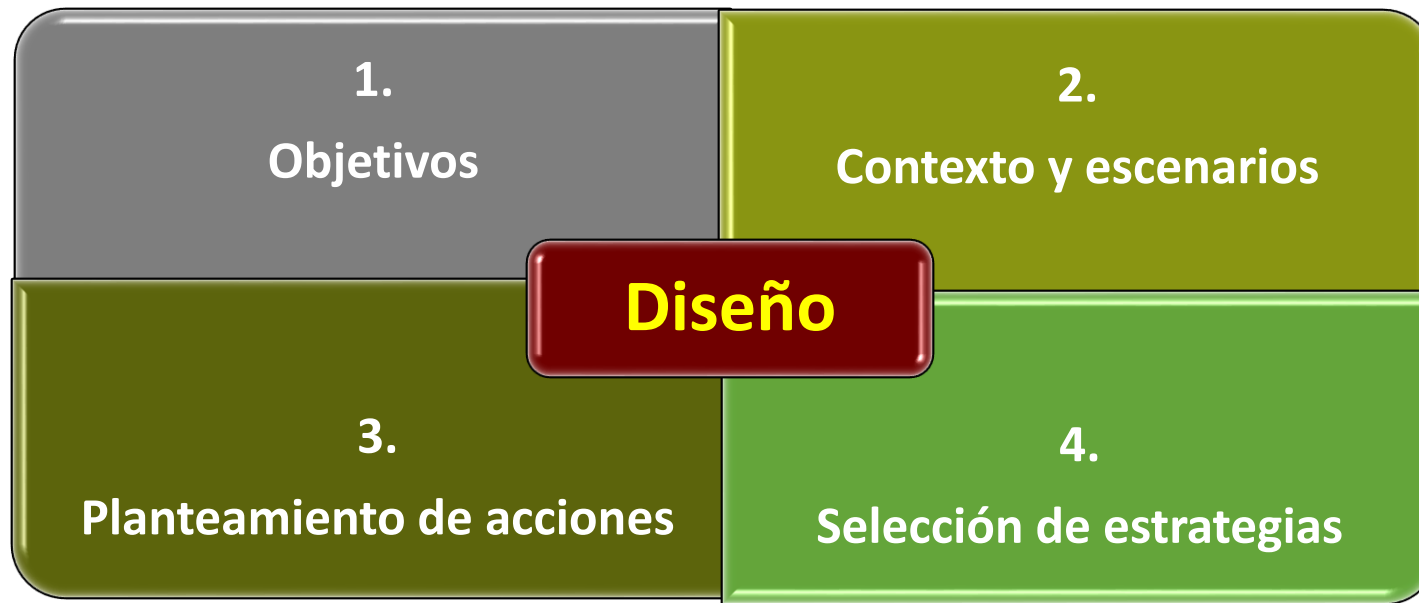 1.
Objetivos
2.
Contexto y escenarios
Diseño
3.
Planteamiento de acciones
4.
Selección de estrategias